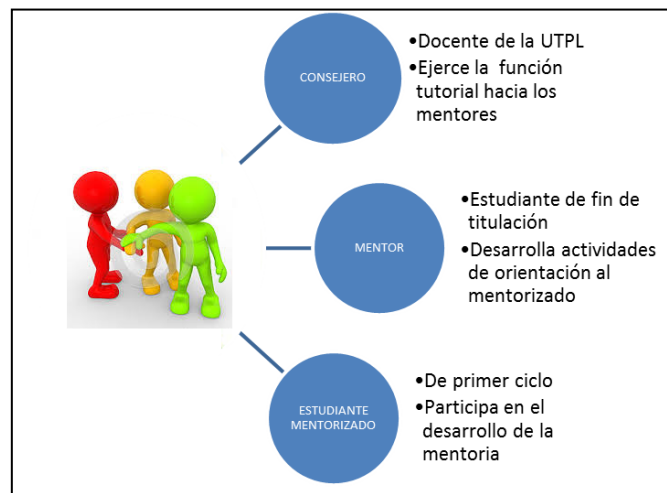 CONSEJERO
•Docente de la UTPL
•Ejerce la función
tutorial hacia los
mentores
MENTOR
•Estudiante de fin de
titulación
•Desarrolla actividades
de orientación al
mentorizado
ESTUDIANTE
MENTORIZADO
•De primer ciclo
•Participa en el
desarrollo de la
mentoria